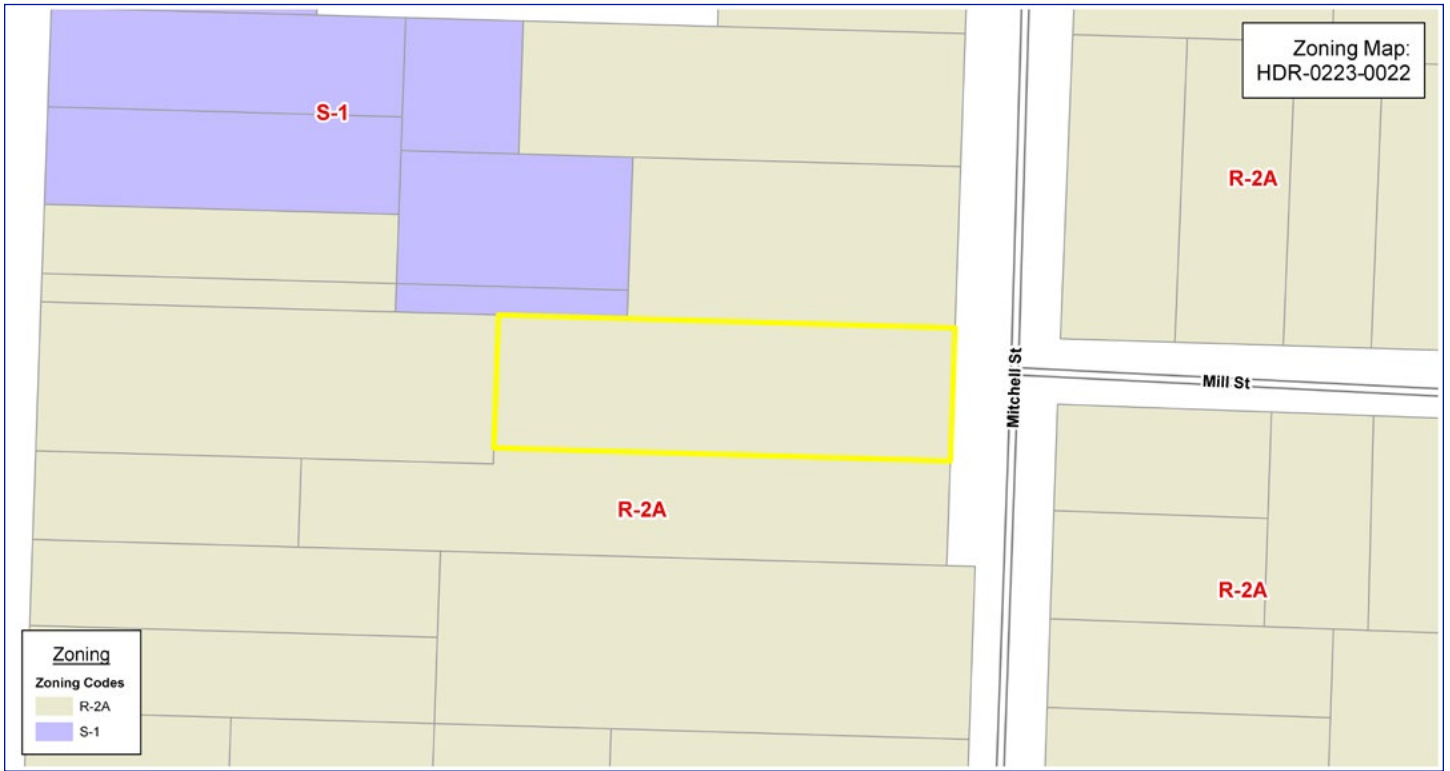 Zoning Map:
HDR-0223-0022
S-1
R-2A
Mitchell St
Mill St
R-2A
R-2A
Zoning
Zoning Codes
R-2A
S-1